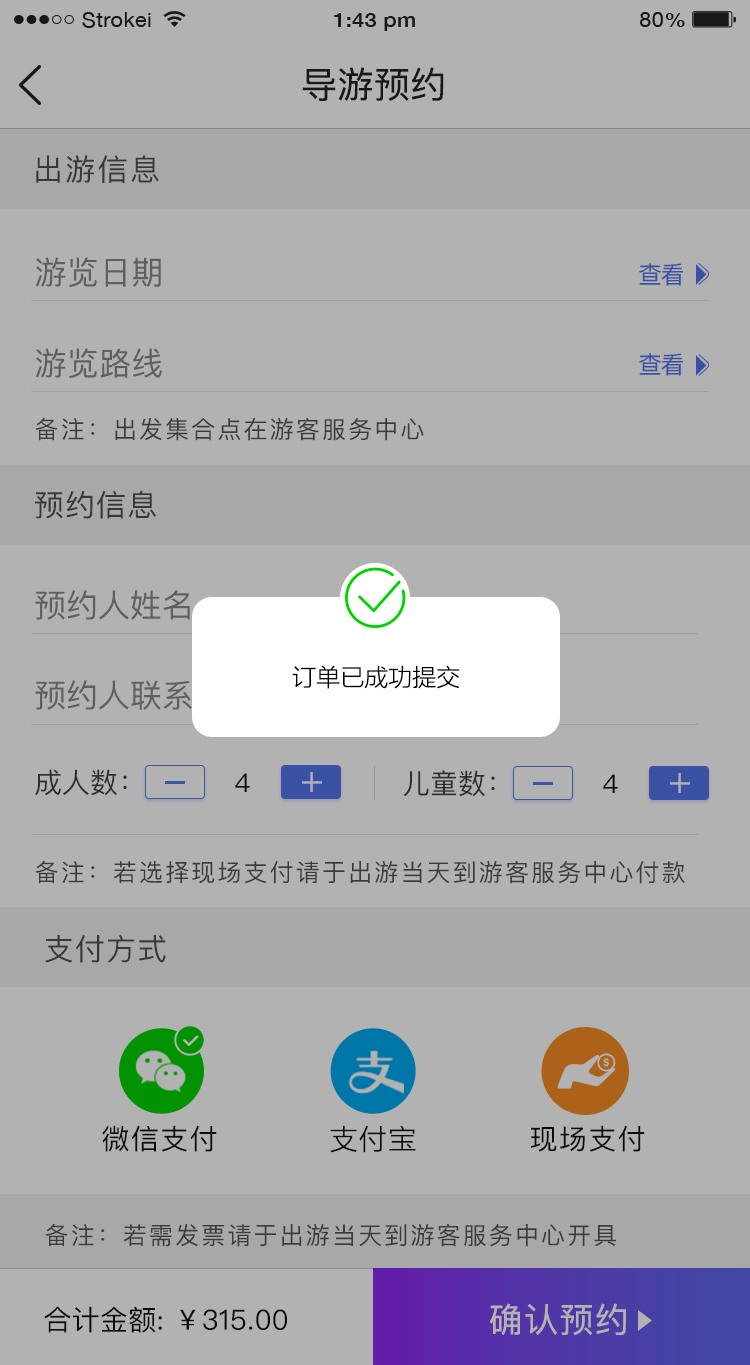 Strokei 1:43 pm 80%
导游预约
出游信息
游览日期 查看
游览路线 查看
备注：出发集合点在游客服务中心
预约信息
预约人姓名
订单已成功提交
预约人联系
成人数： 4 儿童数： 4
备注：若选择现场支付请于出游当天到游客服务中心付款
支付方式
支
$
微信支付 支付宝 现场支付
备注：若需发票请于出游当天到游客服务中心开具
合计金额: ￥315.00 确认预约